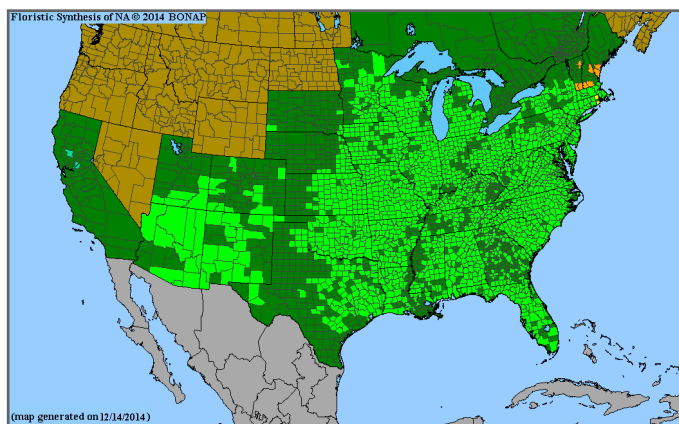 Floristic Synthesis of NA © 2014 BONAP
(map generated on 12/14/2014)